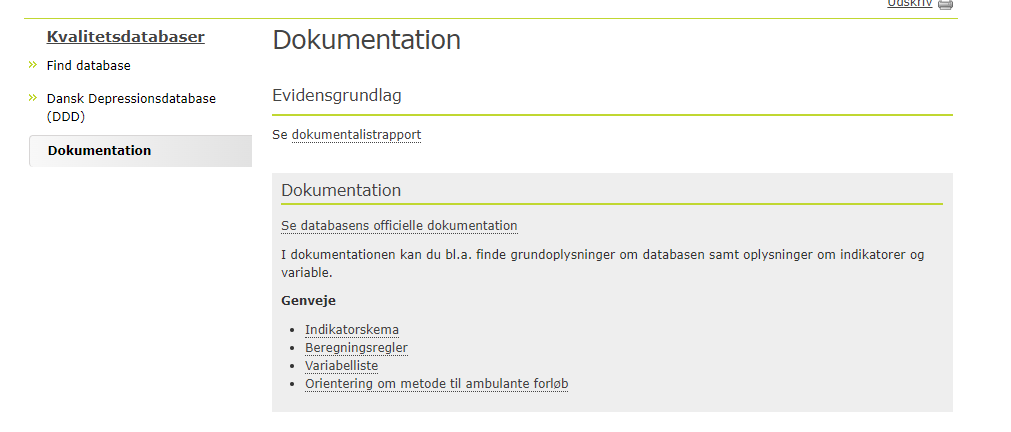 Udskriv
Kvalitetsdatabaser
Find database
Dansk Depressionsdatabase
(DDD)
Dokumentation
Dokumentation
Evidensgrundlag
Se dokumentalistrapport
Dokumentation
Se databasens officielle dokumentation
I dokumentationen kan du bl.a. finde grundoplysninger om databasen samt oplysninger om indikatorer og
variable.
Genveje
Indikatorskema
Beregningsregler
Variabelliste
Orientering om metode til ambulante forløb